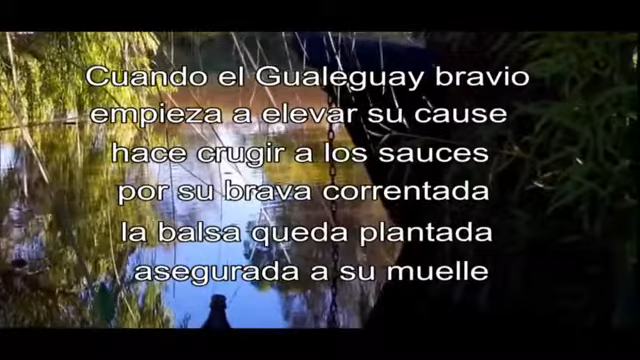 Cuando el Gualeguay bravio
empieza a elevar su cause
hace crugir a los sauces
por su brava correntada
la balsa queda plantada
asegurada a su muelle